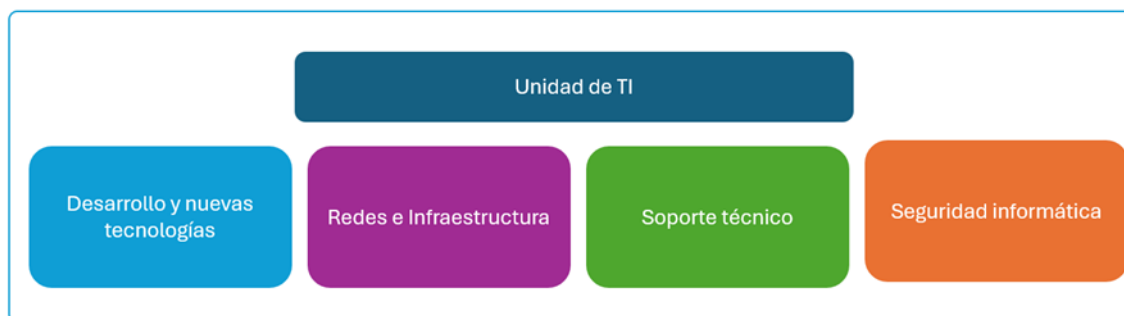 Unidad de TI
Desarrollo y nuevas
tecnologías
Redes e Infraestructura
Soporte técnico
Seguridad informática